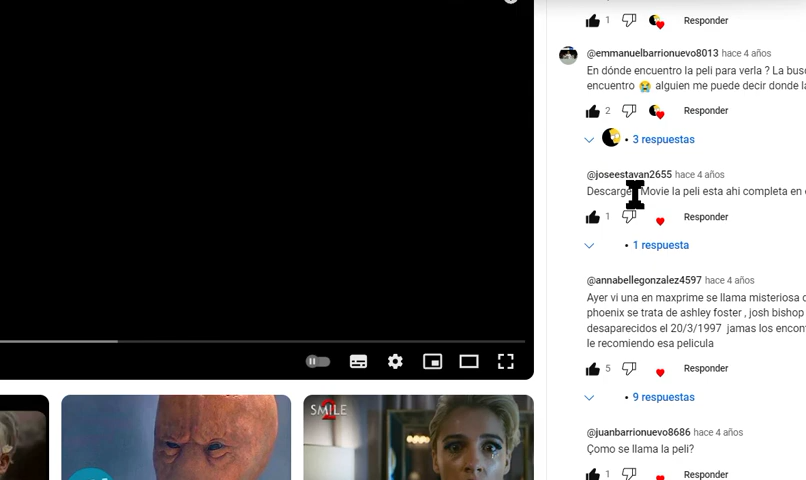 1 Responder
@emmanuelbarrionuevo8013 hace 4 años
En dónde encuentro la peli para verla ? La bus
encuentro 😭 alguien me puede decir donde la
2 Responder
• 3 respuestas
@joseestavan2655 hace 4 años
Movie la peli esta ahi completa en
1 Responder
• 1 respuesta
@annabellegonzalez4597 hace 4 años
Ayer vi una en maxprime se llama misteriosa
phoenix se trata de ashley foster , josh bishop
desaparecidos el 20/3/1997 jamas los encon
le recomiendo esa pelicula
5 Responder
• 9 respuestas
@juanbarrionuevo8686 hace 4 años
Çomo se llama la peli?
1 Responder
SMILE 2